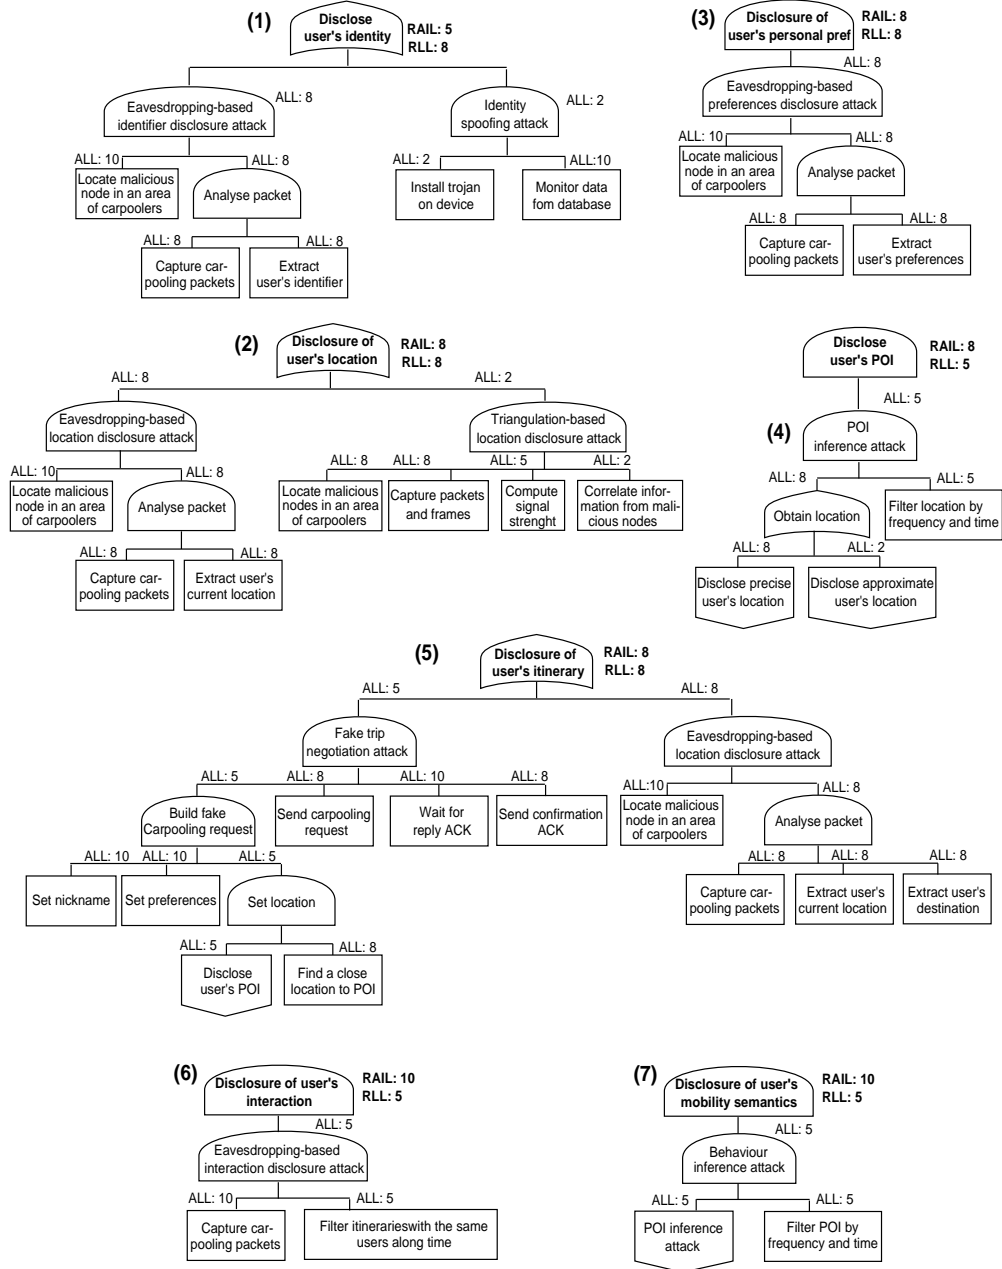 (1)
Disclose
user's identity
RAIL: 5
RLL: 8
ALL: 8
Eavesdropping-based
identifier disclosure attack
ALL: 2
Identity
spoofing attack
ALL: 10
Locate malicious
node in an area
of carpoolers
ALL: 8
Analyse packet
ALL: 2
Install trojan
on device
ALL:10
Monitor data
fom database
ALL: 8
Capture car-
pooling packets
ALL: 8
Extract
user's identifier
(3)
Disclosure of
user's personal pref
RAIL: 8
RLL: 8
ALL: 8
Eavesdropping-based
preferences disclosure attack
ALL: 10
Locate malicious
node in an area
of carpoolers
ALL: 8
Analyse packet
ALL: 8
Capture car-
pooling packets
ALL: 8
Extract
user's preferences
(2)
Disclosure of
user's location
RAIL: 8
RLL: 8
ALL: 8
Eavesdropping-based
location disclosure attack
ALL: 2
Triangulation-based
location disclosure attack
ALL: 10
Locate malicious
node in an area
of carpoolers
ALL: 8
Analyse packet
ALL: 8
Locate malicious
nodes in an area
of carpoolers
ALL: 8
Capture packets
and frames
ALL: 5
Compute
signal
strenght
ALL: 2
Correlate infor-
mation from mali-
cious nodes
ALL: 8
Capture car-
pooling packets
ALL: 8
Extract user's
current location
(4)
Disclose
user's POI
RAIL: 8
RLL: 5
ALL: 5
POI
inference attack
ALL: 8
Obtain location
ALL: 5
Filter location by
frequency and time
ALL: 8
Disclose precise
user's location
ALL: 2
Disclose approximate
user's location
(5)
Disclosure of
user's itinerary
RAIL: 8
RLL: 8
ALL: 5
Fake trip
negotiation attack
ALL: 8
Eavesdropping-based
location disclosure attack
ALL: 5
Build fake
Carpooling request
ALL: 8
Send carpooling
request
ALL: 10
Wait for
reply ACK
ALL: 8
Send confirmation
ACK
ALL:10
Locate malicious
node in an area
of carpoolers
ALL: 8
Analyse packet
ALL: 10
Set nickname
ALL: 10
Set preferences
ALL: 5
Set location
ALL: 8
Capture car-
pooling packets
ALL: 8
Extract user's
current location
ALL: 8
Extract user's
destination
ALL: 5
Disclose
user's POI
ALL: 8
Find a close
location to POI
(6)
Disclosure of user's
interaction
RAIL: 10
RLL: 5
ALL: 5
Eavesdropping-based
interaction disclosure attack
ALL: 10
Capture car-
pooling packets
ALL: 5
Filter itinerarieswith the same
users along time
(7)
Disclosure of user's
mobility semantics
RAIL: 10
RLL: 5
ALL: 5
Behaviour
inference attack
ALL: 5
POI inference
attack
ALL: 5
Filter POI by
frequency and time